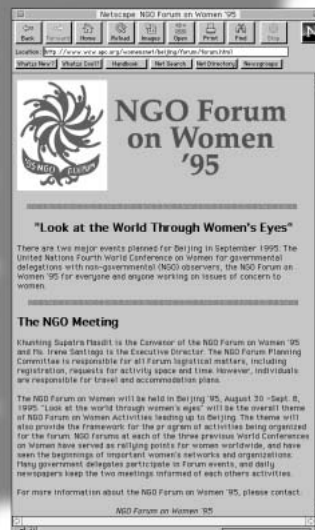 Netscape: NGO Forum on Women '95
Back Forward Home Reload Images Open Print Find Stop N
Location: http://www.vcw.apc.org/womensnet/beijing/forum/forum.html
What's New? What's Cool? Handbook Net Search Net Directory Newsgroups
'95 NGO FORUM
NGO Forum
on Women
'95
"Look at the World Through Women's Eyes"
There are two major events planned for Beijing in September 1995: The
United Nations Fourth World Conference on Women for governmental
delegations with non-governmental (NGO) observers, the NGO Forum on
Women '95 for everyone and anyone working on issues of concern to
women.
The NGO Meeting
Khunking Supatra Masdit is the Convenor of the NGO Forum on Women '95
and Ms. Irene Santiago is the Executive Director. The NGO Forum Planning
Committee is responsible for all Forum logistical matters, including
registration, requests for activity space and time. However, individuals
are responsible for travel and accommodation plans.
The NGO Forum on Women will be held in Beijing '95, August 30 -Sept. 8,
1995. "Look at the world through women's eyes" will be the overall theme
of NGO Forum on Women Activities leading up to Beijing. The theme will
also provide the framework for the pr ogram of activities being organized
for the forum. NGO forums at each of the three previous World Conferences
on Women have served as rallying points for women worldwide, and have
seen the beginnings of important women's networks and organizations.
Many government delegates participate in Forum events, and daily
newspapers keep the two meetings informed of each others activities.
For more information about the NGO Forum on Women '95, please contact:
NGO Forum on Women '95